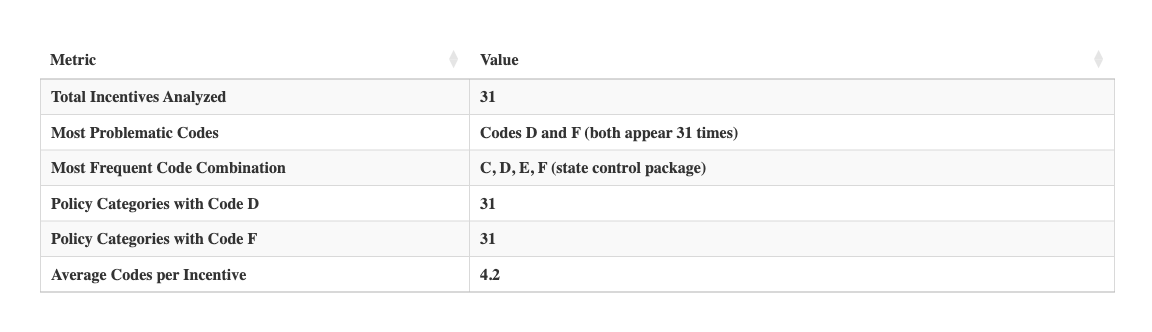 Metric Value
Total Incentives Analyzed 31
Most Problematic Codes Codes D and F (both appear 31 times)
Most Frequent Code Combination C, D, E, F (state control package)
Policy Categories with Code D 31
Policy Categories with Code F 31
Average Codes per Incentive 4.2